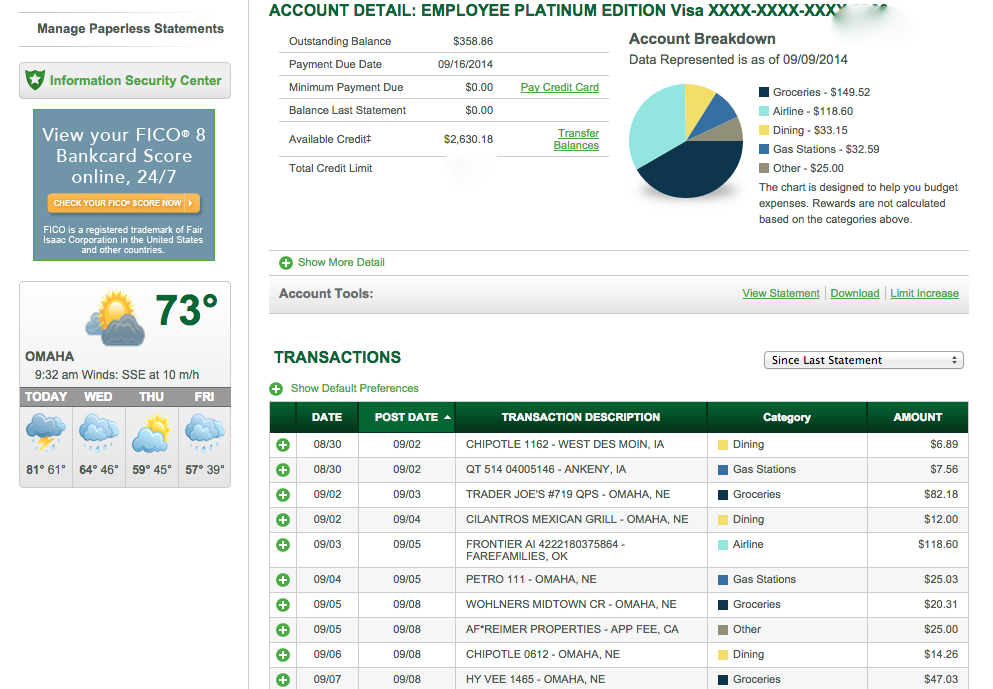 Manage Paperless Statements
Information Security Center
View your FICO® 8
Bankcard Score
online, 24/7
CHECK YOUR FICO® SCORE NOW
FICO is a registered trademark of Fair
Isaac Corporation in the United States
and other countries.
73°
OMAHA
9:32 am Winds: SSE at 10 m/h
TODAY WED THU FRI
81° 61° 64° 46° 59° 45° 57° 39°
ACCOUNT DETAIL: EMPLOYEE PLATINUM EDITION Visa XXXX-XXXX-XXXX-
Outstanding Balance $358.86
Payment Due Date 09/16/2014
Minimum Payment Due $0.00 Pay Credit Card
Balance Last Statement $0.00
Available Credit‡ $2,630.18 Transfer
Balances
Total Credit Limit
Account Breakdown
Data Represented is as of 09/09/2014
Groceries - $149.52
Airline - $118.60
Dining - $33.15
Gas Stations - $32.59
Other - $25.00
The chart is designed to help you budget
expenses. Rewards are not calculated
based on the categories above.
Show More Detail
Account Tools: View Statement Download Limit Increase
TRANSACTIONS Since Last Statement
Show Default Preferences
DATE POST DATE TRANSACTION DESCRIPTION Category AMOUNT
08/30 09/02 CHIPOTLE 1162 - WEST DES MOIN, IA Dining $6.89
08/30 09/02 QT 514 04005146 - ANKENY, IA Gas Stations $7.56
09/02 09/03 TRADER JOE'S #719 QPS - OMAHA, NE Groceries $82.18
09/02 09/04 CILANTROS MEXICAN GRILL - OMAHA, NE Dining $12.00
09/03 09/05 FRONTIER AI 4222180375864 - Airline $118.60
FAREFAMILIES, OK
09/04 09/05 PETRO 111 - OMAHA, NE Gas Stations $25.03
09/05 09/08 WOHLNERS MIDTOWN CR - OMAHA, NE Groceries $20.31
09/05 09/08 AF*REIMER PROPERTIES - APP FEE, CA Other $25.00
09/06 09/08 CHIPOTLE 0612 - OMAHA, NE Dining $14.26
09/07 09/08 HY VEE 1465 - OMAHA, NE Groceries $47.03